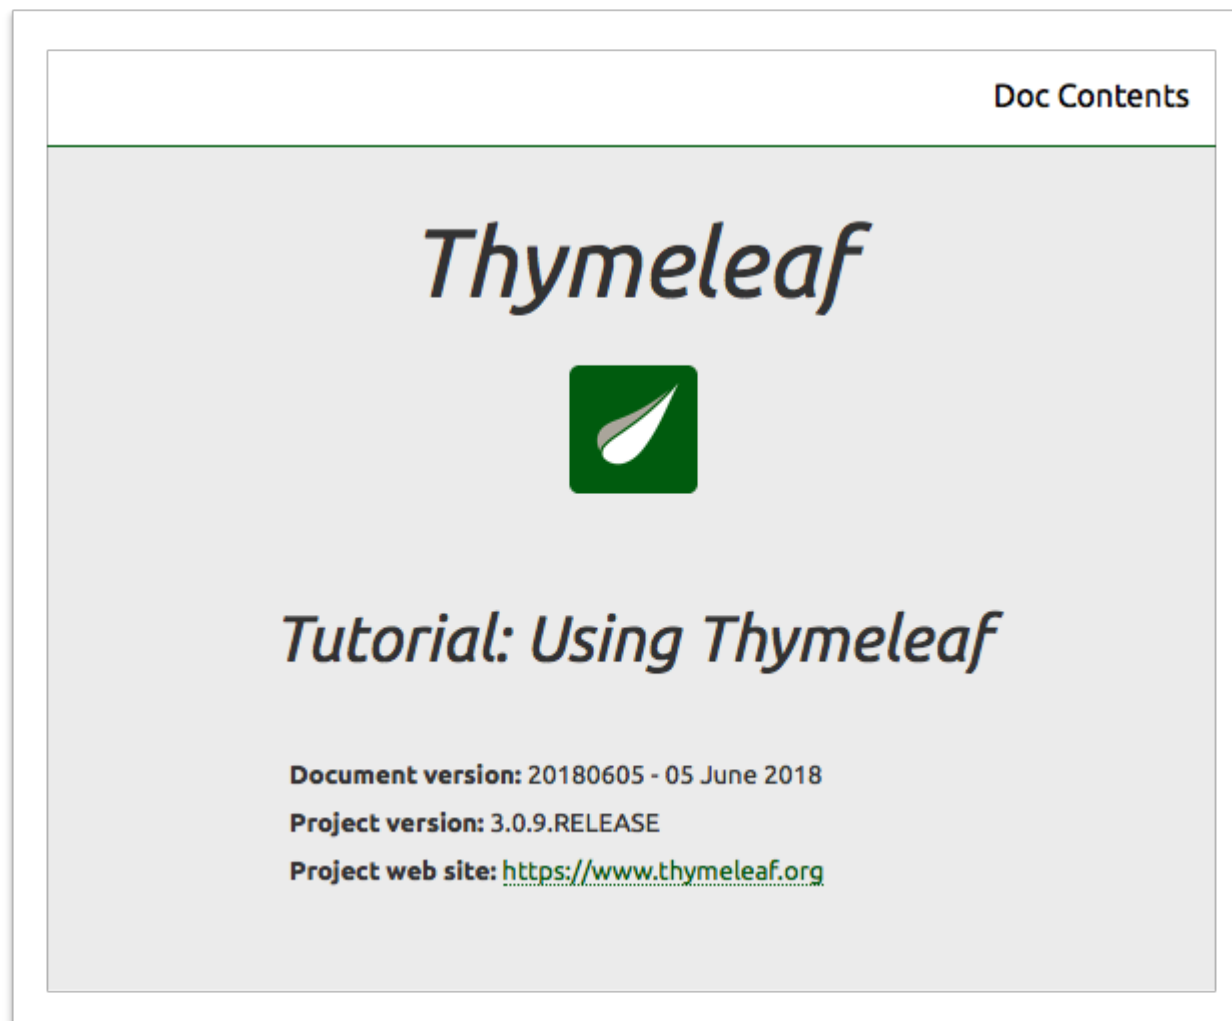 Doc Contents
Thymeleaf
Tutorial: Using Thymeleaf
Document version: 20180605 - 05 June 2018
Project version: 3.0.9.RELEASE
Project web site: https://www.thymeleaf.org